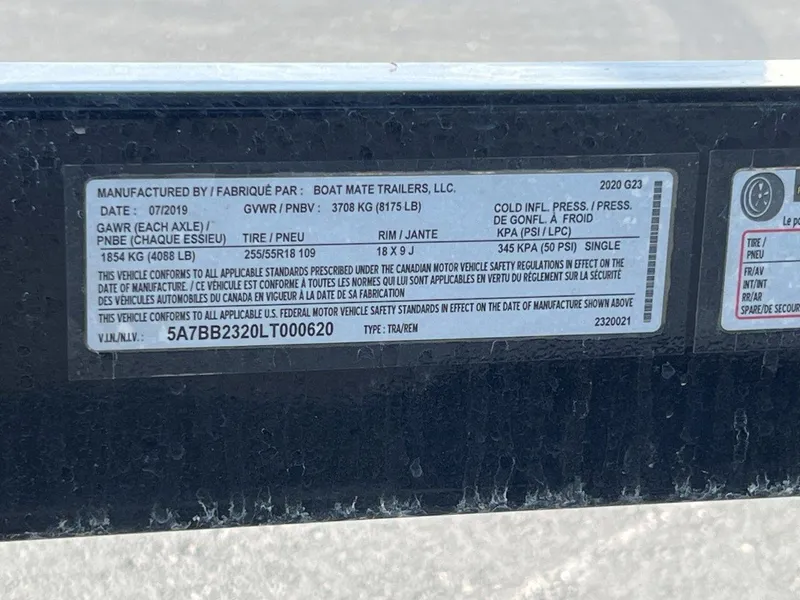 MANUFACTURED BY / FABRIQUÉ PAR : BOAT MATE TRAILERS, LLC. 2020 G23
DATE : 07/2019 GVWR / PNBV : 3708 KG (8175 LB) COLD INFL. PRESS. / PRESS.
GAWR (EACH AXLE) / DE GONFL. À FROID
PNBE (CHAQUE ESSIEU) TIRE / PNEU RIM / JANTE KPA (PSI / LPC)
1854 KG (4088 LB) 255/55R18 109 18 X 9 J 345 KPA (50 PSI) SINGLE
THIS VEHICLE CONFORMS TO ALL APPLICABLE STANDARDS PRESCRIBED UNDER THE CANADIAN MOTOR VEHICLE SAFETY REGULATIONS IN EFFECT ON THE
DATE OF MANUFACTURE. / CE VÉHICULE EST CONFORME À TOUTES LES NORMES QUI LUI SONT APPLICABLES EN VERTU DU RÈGLEMENT SUR LA SÉCURITÉ
DES VÉHICULES AUTOMOBILES DU CANADA EN VIGUEUR À LA DATE DE SA FABRICATION
THIS VEHICLE CONFORMS TO ALL APPLICABLE U.S. FEDERAL MOTOR VEHICLE SAFETY STANDARDS IN EFFECT ON THE DATE OF MANUFACTURE SHOWN ABOVE
V.I.N./N.I.V. : 5A7BB2320LT000620 TYPE : TRA/REM 2320021
Le
TIRE /
PNEU
FR/AV
INT/INT
RR/AR
SPARE/DE SECOUR